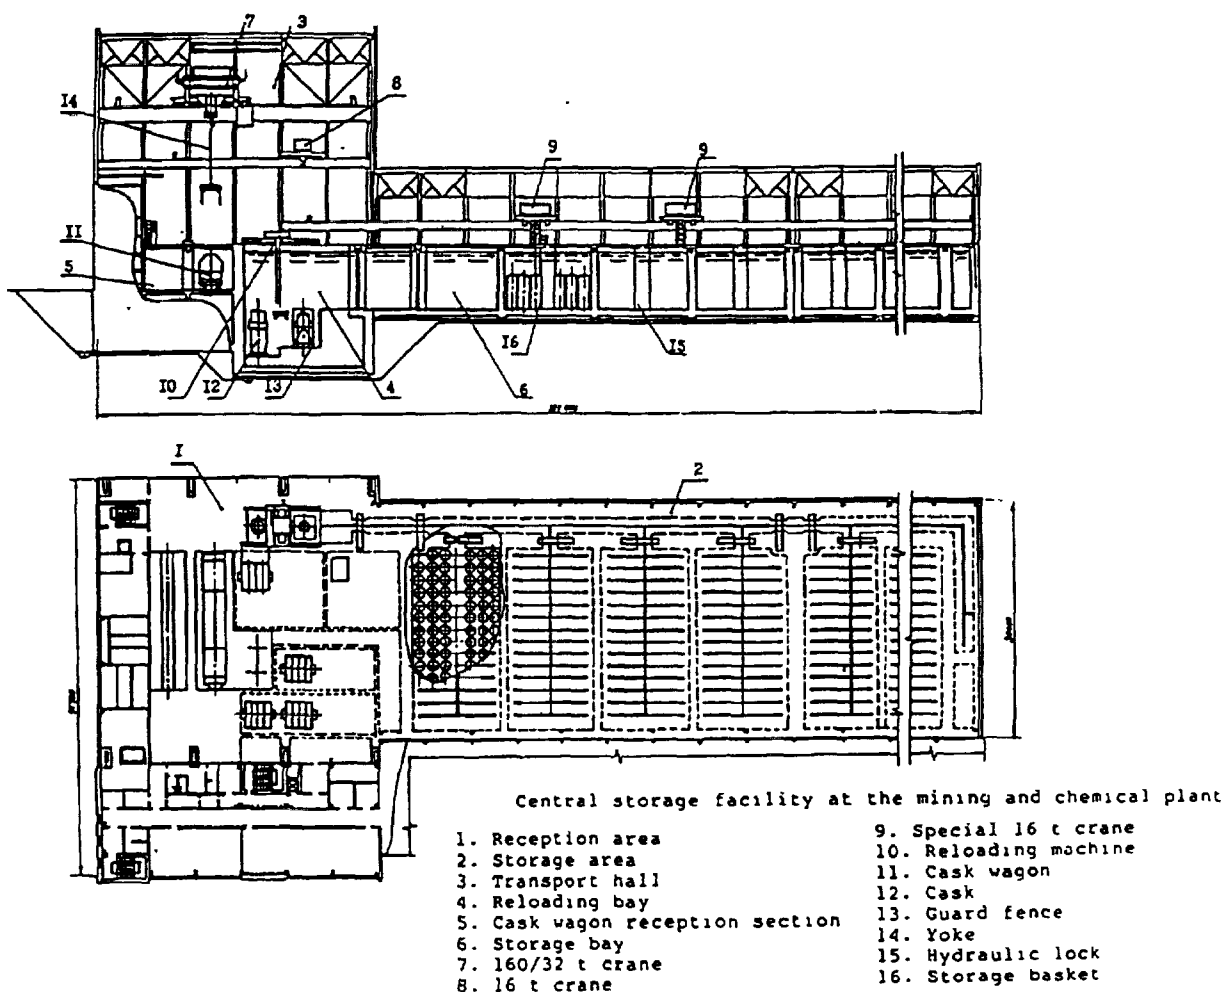 7 3
8
I4
9 9
II
5
I6 I5
I0 I2 I3 4 6
I
2
Central storage facility at the mining and chemical plant
1. Reception area
2. Storage area
3. Transport hall
4. Reloading bay
5. Cask wagon reception section
6. Storage bay
7. 160/32 t crane
8. 16 t crane
9. Special 16 t crane
10. Reloading machine
11. Cask wagon
12. Cask
13. Guard fence
14. Yoke
15. Hydraulic lock
16. Storage basket